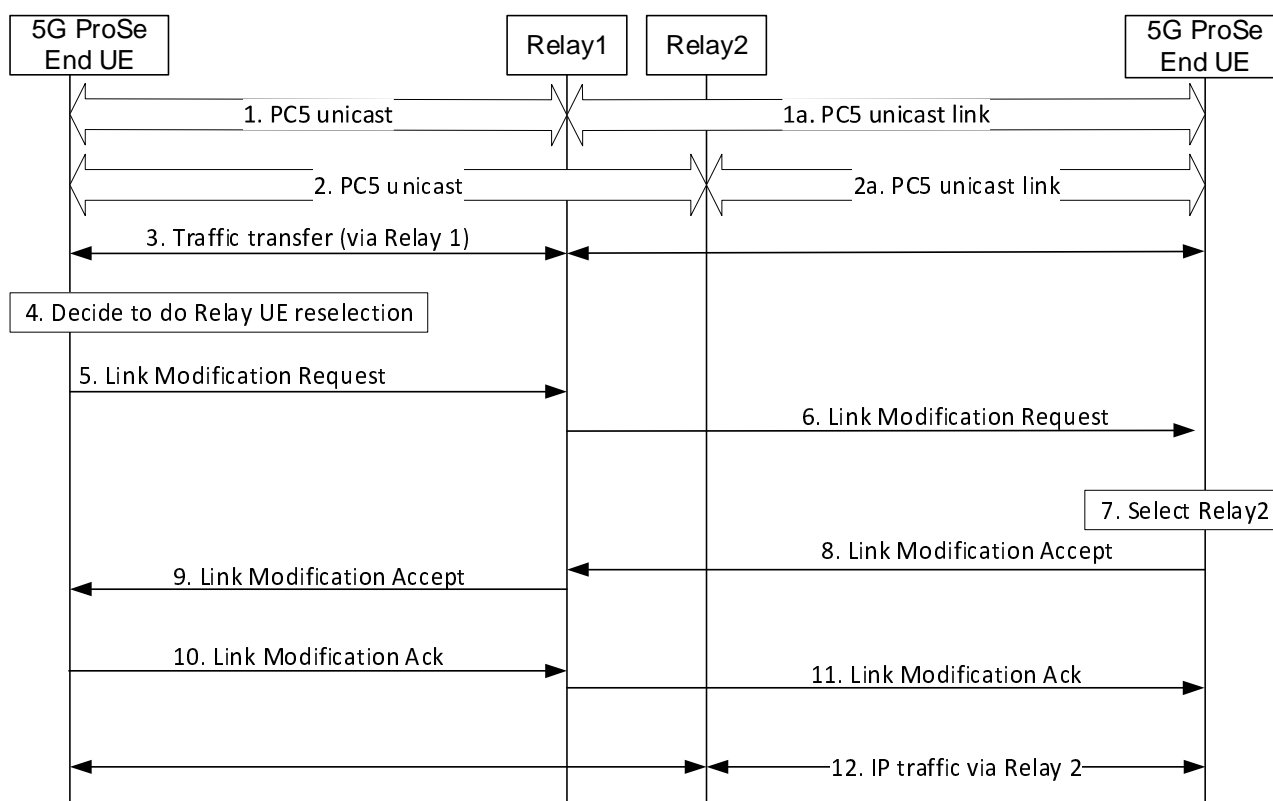 5G ProSe
End UE
Relay1
Relay2
5G ProSe
End UE
1. PC5 unicast
1a. PC5 unicast link
2. PC5 unicast
2a. PC5 unicast link
3. Traffic transfer (via Relay 1)
4. Decide to do Relay UE reselection
5. Link Modification Request
6. Link Modification Request
7. Select Relay2
8. Link Modification Accept
9. Link Modification Accept
10. Link Modification Ack
11. Link Modification Ack
12. IP traffic via Relay 2